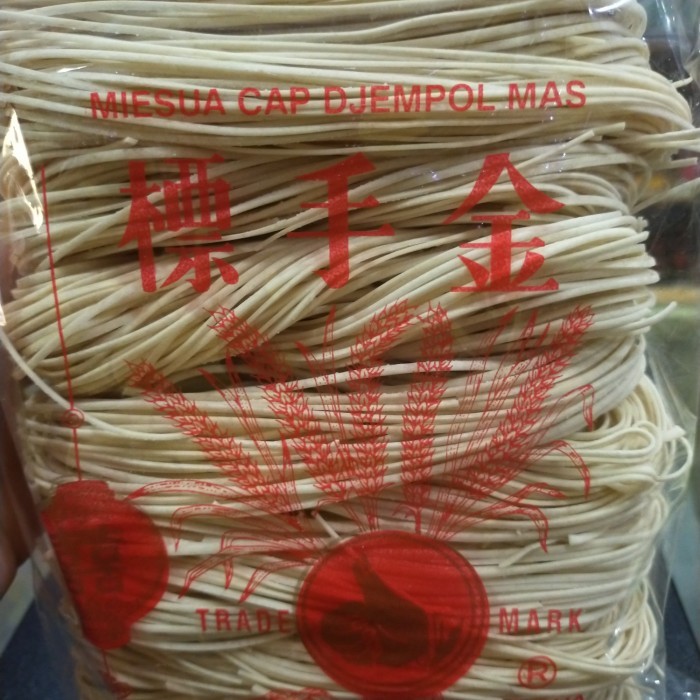 MIESUA CAP DJEMPOL MAS
標手金
TRADE MARK
®